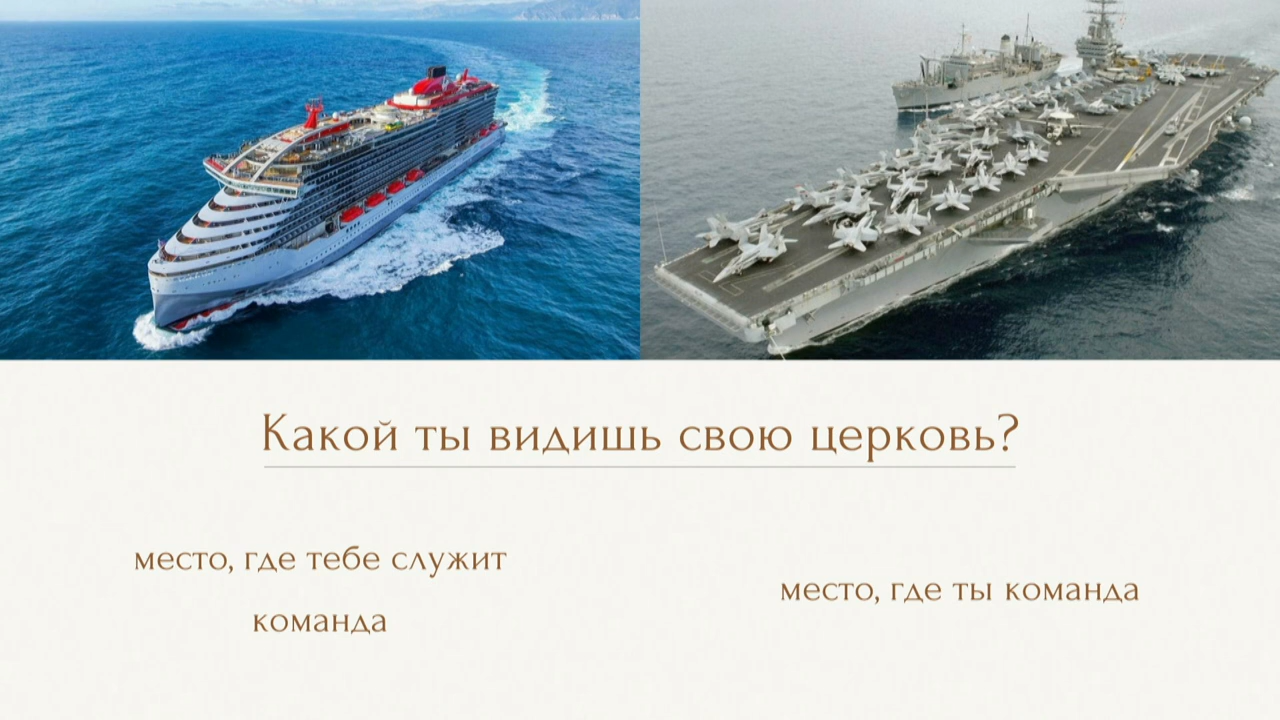 Какой ты видишь свою церковь?
место, где тебе служит
команда
место, где ты команда